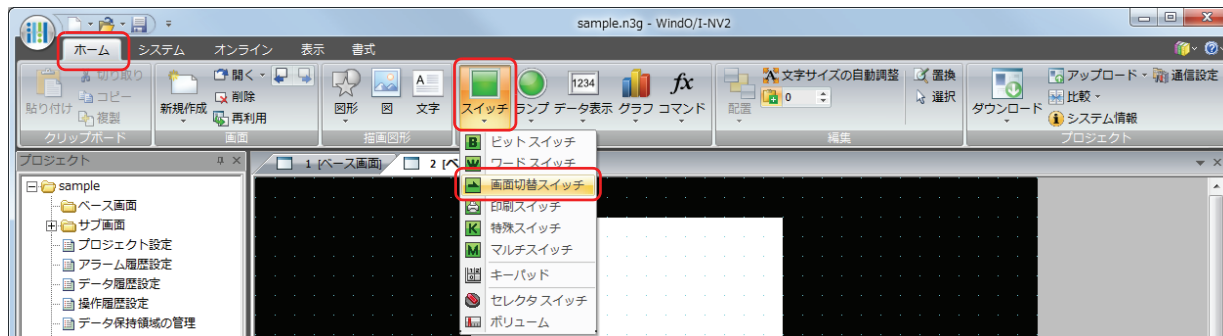 sample.n3g - WindO/I-NV2
ホーム システム オンライン 表示 書式
切り取り
コピー
複製
貼り付け
クリップボード
新規作成
開く
削除
再利用
画面
図形 図 文字
描画図形
スイッチ ランプ データ表示 グラフ コマンド
1234
fx
配置
文字サイズの自動調整
0
置換
選択
編集
ダウンロード
アップロード
比較
システム情報
通信設定
プロジェクト
プロジェクト
sample
ベース画面
サブ画面
プロジェクト設定
アラーム履歴設定
データ履歴設定
操作履歴設定
データ保持領域の管理
1 [ベース画面]
2 [ベ
ビットスイッチ
ワードスイッチ
画面切替スイッチ
印刷スイッチ
特殊スイッチ
マルチスイッチ
キーパッド
セレクタ スイッチ
ボリューム